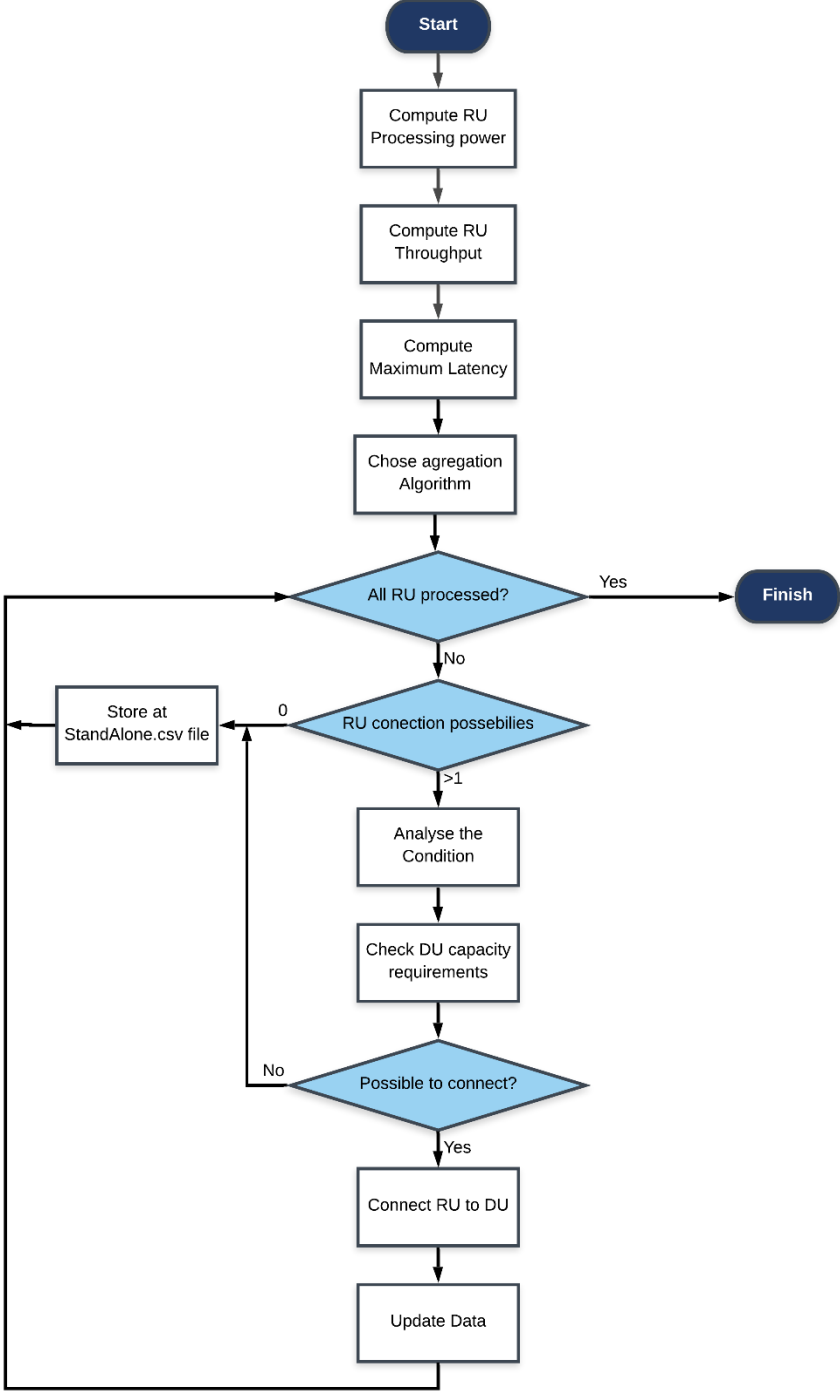 Start
Compute RU
Processing power
Compute RU
Throughput
Compute
Maximum Latency
Chose agregation
Algorithm
All RU processed?
Yes
Finish
No
RU conection possebilies
0
Store at
StandAlone.csv file
>1
Analyse the
Condition
Check DU capacity
requirements
Possible to connect?
No
Yes
Connect RU to DU
Update Data